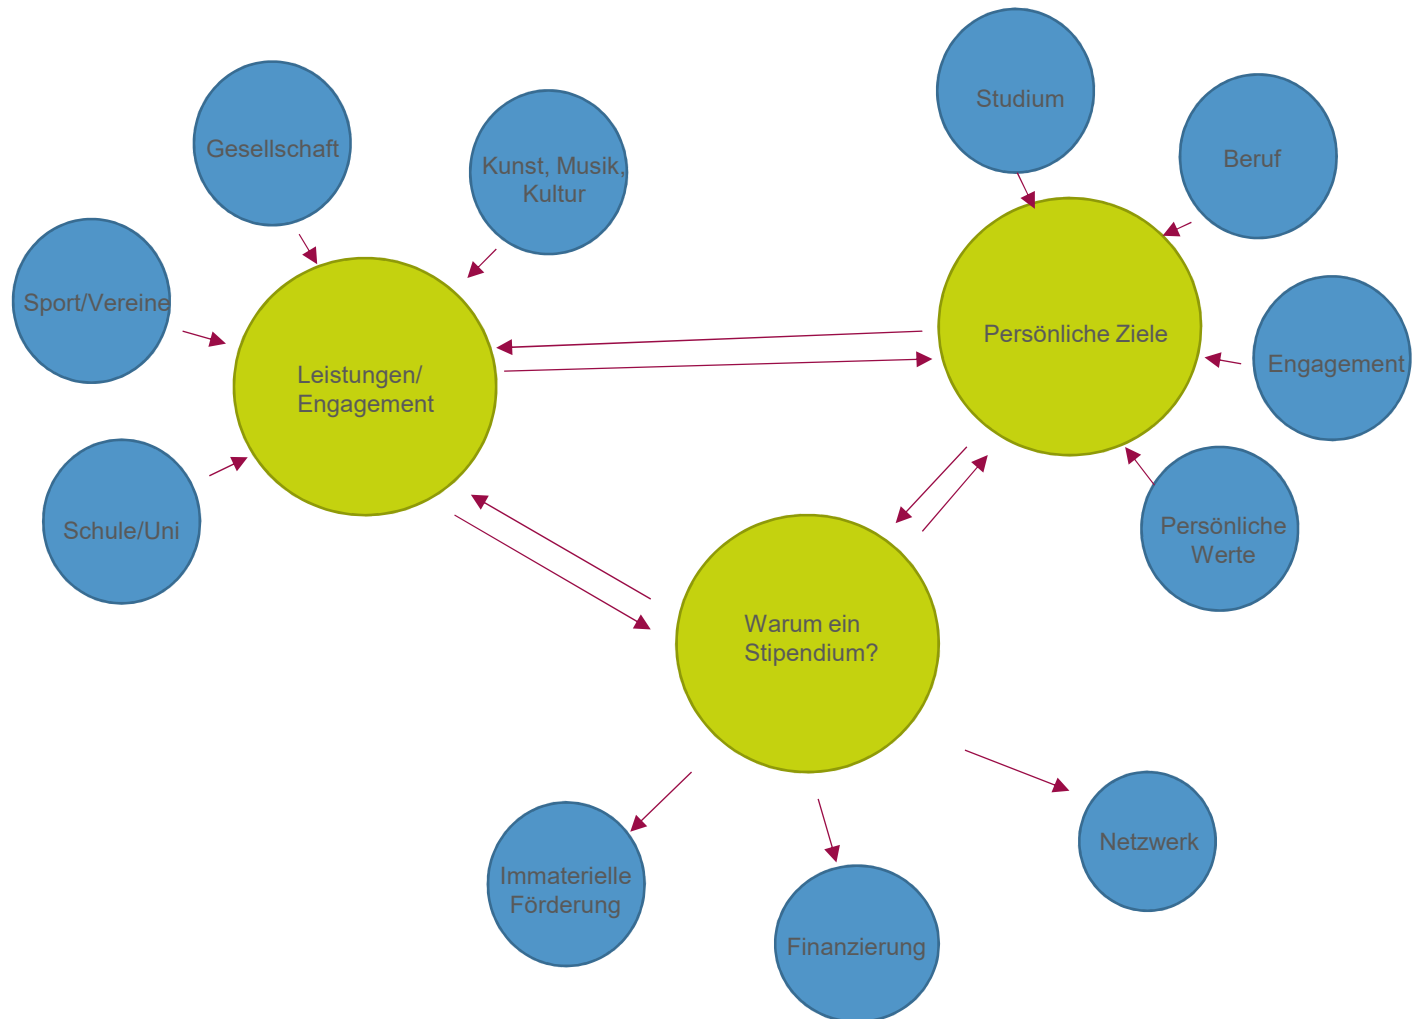 Studium
Gesellschaft
Kunst, Musik,
Kultur
Beruf
Sport/Vereine
Persönliche Ziele
Engagement
Leistungen/
Engagement
Schule/Uni
Persönliche
Werte
Warum ein
Stipendium?
Netzwerk
Immaterielle
Förderung
Finanzierung